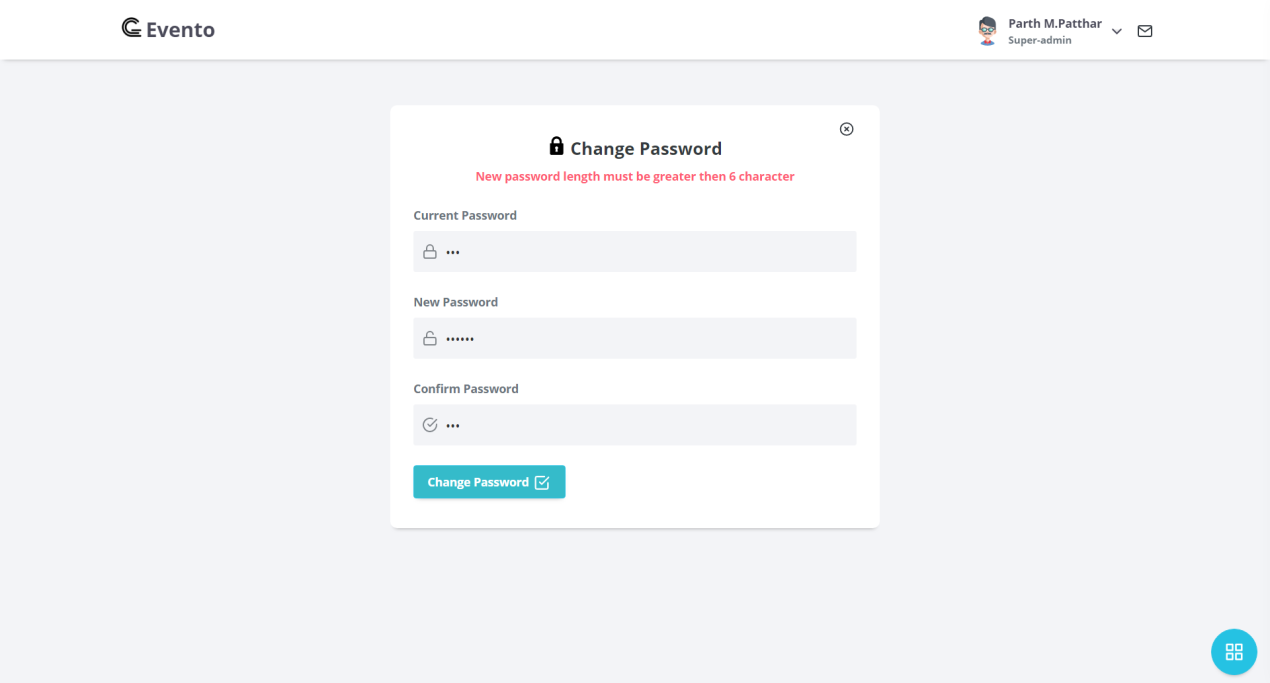 Evento
Parth M.Patthar
Super-admin
Change Password
New password length must be greater then 6 character
Current Password
•••
New Password
••••••
Confirm Password
•••
Change Password